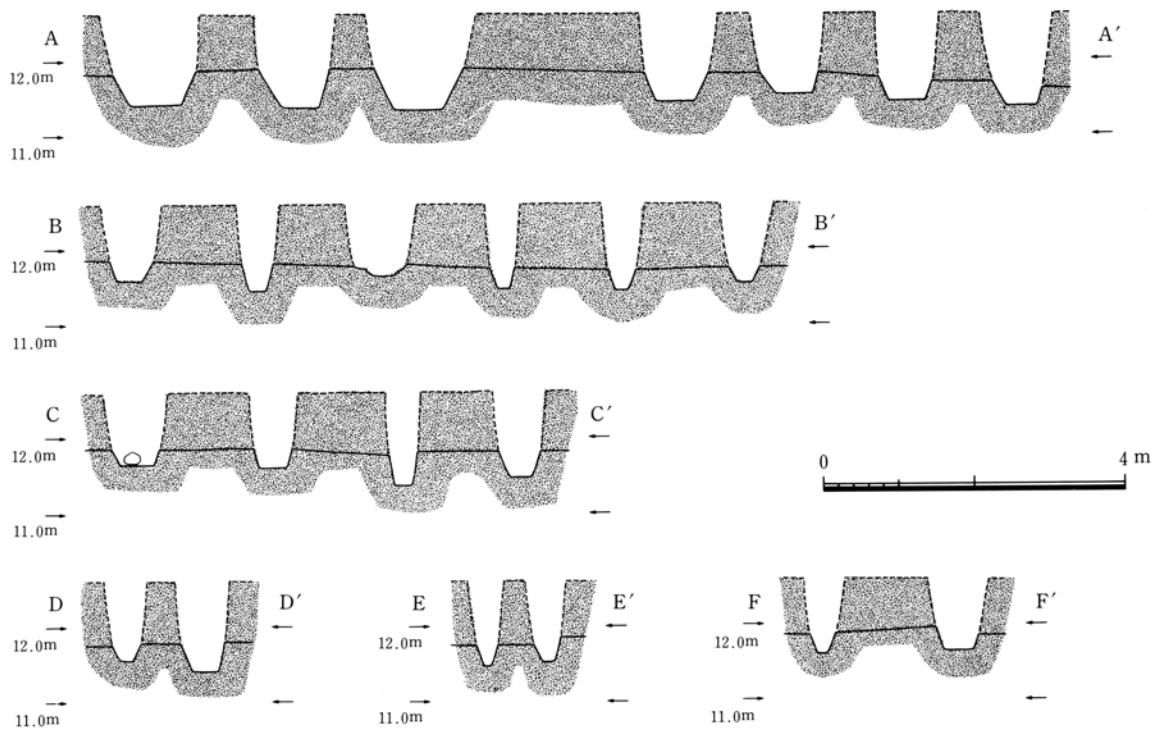 A A′
12.0m
11.0m
B B′
12.0m
11.0m
C C′
12.0m
0 4 m
11.0m
D D′ E E′ F F′
12.0m 12.0m 12.0m
11.0m 11.0m 11.0m